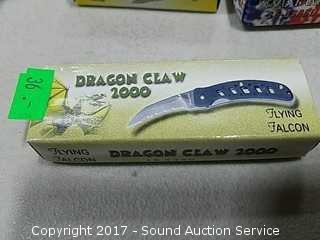 DRAGON CLAW
2000
36-
FLYING
FALCON
FLYING
FALCON
DRAGON CLAW 2000
Copyright 2017 - Sound Auction Service